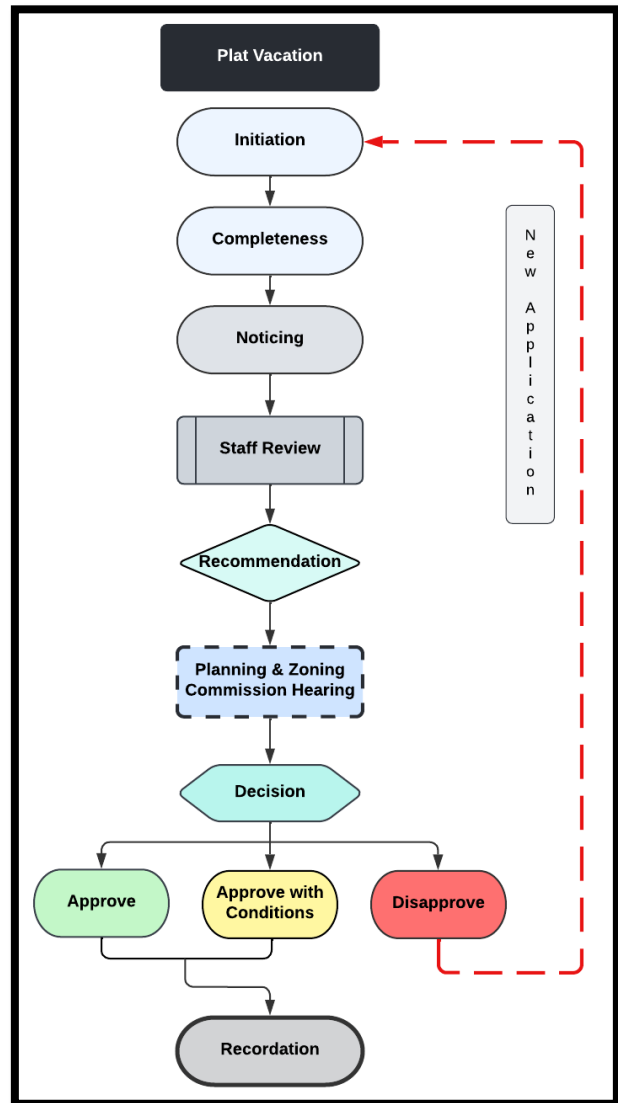 Plat Vacation
Initiation
Completeness
Noticing
Staff Review
Recommendation
Planning & Zoning
Commission Hearing
Decision
Approve
Approve with
Conditions
Disapprove
Recordation
New Application